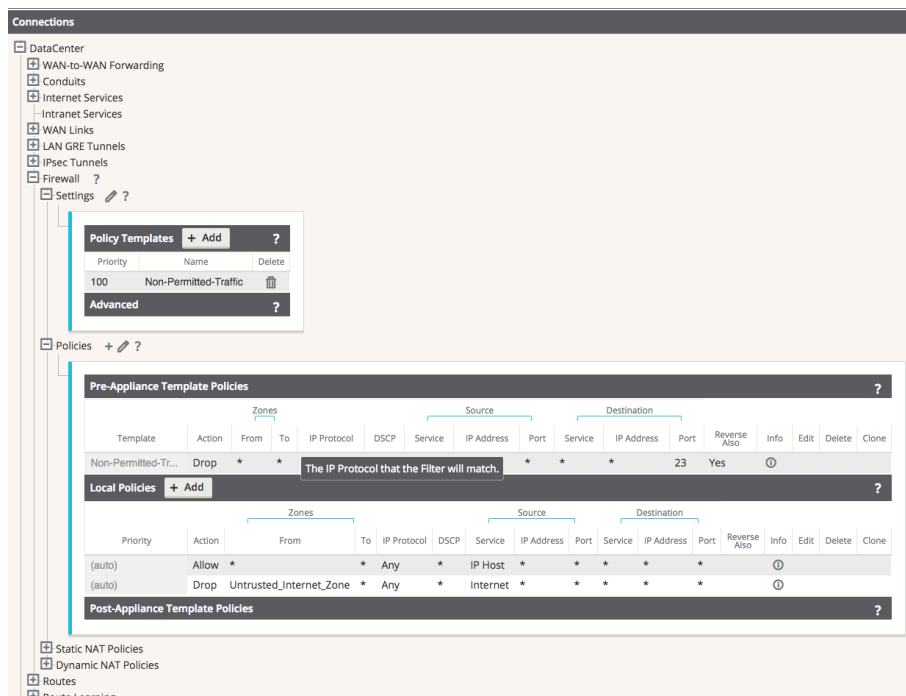 Connections
DataCenter
WAN-to-WAN Forwarding
Conduits
Internet Services
Intranet Services
WAN Links
LAN GRE Tunnels
IPsec Tunnels
Firewall ?
Settings ?
Policy Templates + Add ?
Priority Name Delete
100 Non-Permitted-Traffic
Advanced ?
Policies + ?
Pre-Appliance Template Policies ?
Zones Source Destination
Template Action From To IP Protocol DSCP Service IP Address Port Service IP Address Port Reverse Also Info Edit Delete Clone
Non-Permitted-Tr... Drop * * * * * 23 Yes
The IP Protocol that the Filter will match.
Local Policies + Add ?
Zones Source Destination
Priority Action From To IP Protocol DSCP Service IP Address Port Service IP Address Port Reverse Also Info Edit Delete Clone
(auto) Allow * * Any * IP Host * * * * *
(auto) Drop Untrusted_Internet_Zone * Any * Internet * * * * *
Post-Appliance Template Policies ?
Static NAT Policies
Dynamic NAT Policies
Routes
Route Learning